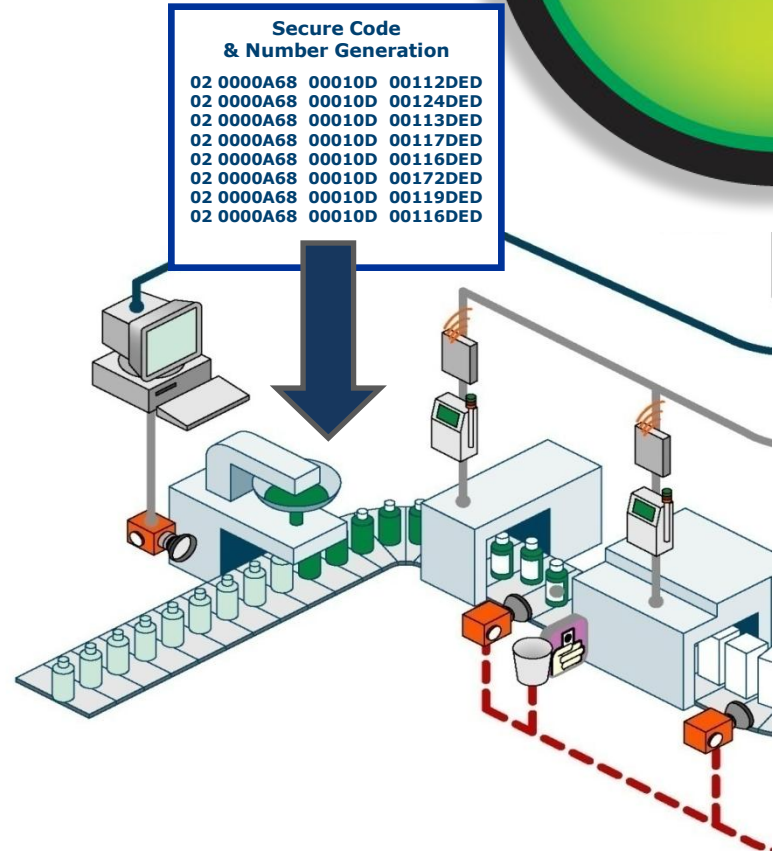 Secure Code
& Number Generation
02 0000A68 00010D 00112DED
02 0000A68 00010D 00124DED
02 0000A68 00010D 00113DED
02 0000A68 00010D 00117DED
02 0000A68 00010D 00116DED
02 0000A68 00010D 00172DED
02 0000A68 00010D 00119DED
02 0000A68 00010D 00116DED